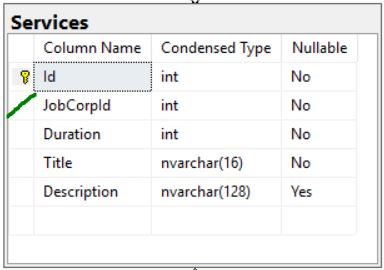 Services
Column Name Condensed Type Nullable
Id int No
JobCorpId int No
Duration int No
Title nvarchar(16) No
Description nvarchar(128) Yes